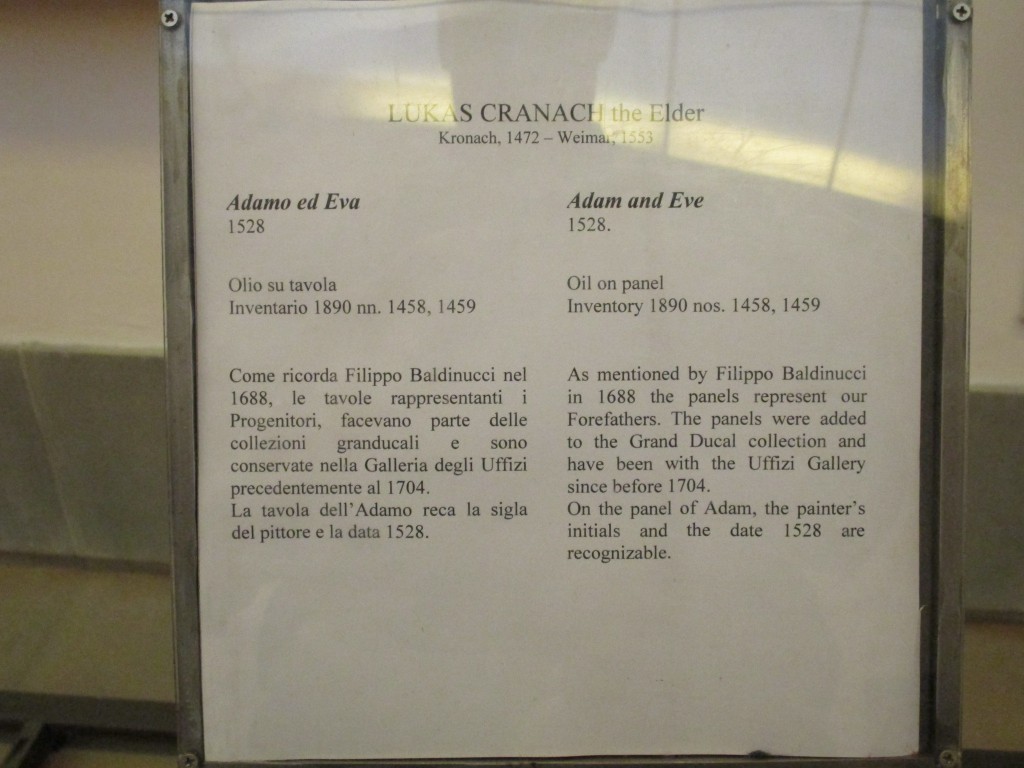 LUKAS CRANACH the Elder
Kronach, 1472 – Weimar, 1553
Adamo ed Eva
1528
Olio su tavola
Inventario 1890 nn. 1458, 1459
Come ricorda Filippo Baldinucci nel
1688, le tavole rappresentanti i
Progenitori, facevano parte delle
collezioni granducali e sono
conservate nella Galleria degli Uffizi
precedentemente al 1704.
La tavola dell'Adamo reca la sigla
del pittore e la data 1528.
Adam and Eve
1528.
Oil on panel
Inventory 1890 nos. 1458, 1459
As mentioned by Filippo Baldinucci
in 1688 the panels represent our
Forefathers. The panels were added
to the Grand Ducal collection and
have been with the Uffizi Gallery
since before 1704.
On the panel of Adam, the painter's
initials and the date 1528 are
recognizable.